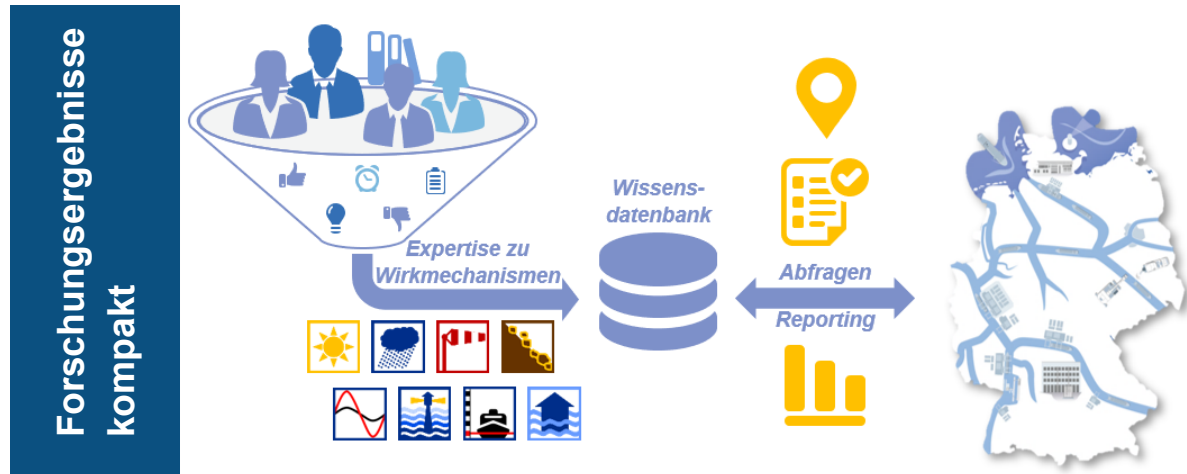 Forschungsergebnisse
kompakt
Expertise zu
Wirkmechanismen
Wissens-
datenbank
Abfragen
Reporting